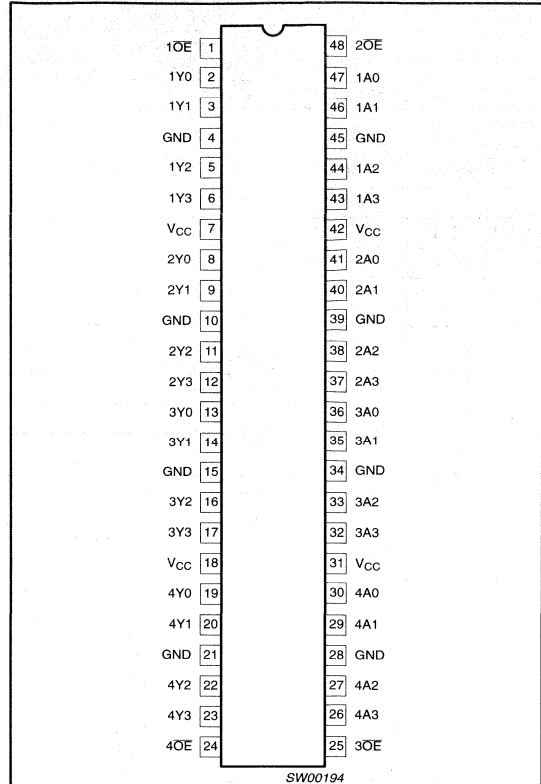 1O̅E̅ 1 48 2O̅E̅
1Y0 2 47 1A0
1Y1 3 46 1A1
GND 4 45 GND
1Y2 5 44 1A2
1Y3 6 43 1A3
VCC 7 42 VCC
2Y0 8 41 2A0
2Y1 9 40 2A1
GND 10 39 GND
2Y2 11 38 2A2
2Y3 12 37 2A3
3Y0 13 36 3A0
3Y1 14 35 3A1
GND 15 34 GND
3Y2 16 33 3A2
3Y3 17 32 3A3
VCC 18 31 VCC
4Y0 19 30 4A0
4Y1 20 29 4A1
GND 21 28 GND
4Y2 22 27 4A2
4Y3 23 26 4A3
4O̅E̅ 24 25 3O̅E̅
SW00194